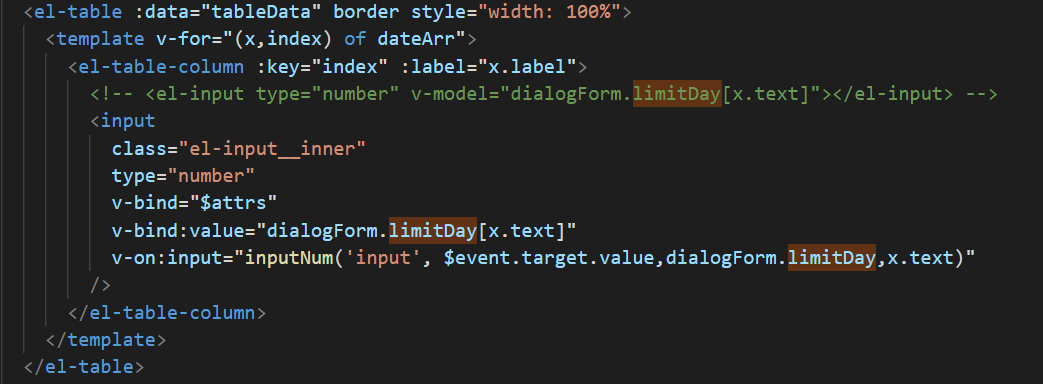 <el-table :data="tableData" border style="width: 100%">
<template v-for="(x,index) of dateArr">
<el-table-column :key="index" :label="x.label">
<!-- <el-input type="number" v-model="dialogForm.limitDay[x.text]"></el-input> -->
<input
class="el-input__inner"
type="number"
v-bind="$attrs"
v-bind:value="dialogForm.limitDay[x.text]"
v-on:input="inputNum('input', $event.target.value,dialogForm.limitDay,x.text)"
/>
</el-table-column>
</template>
</el-table>